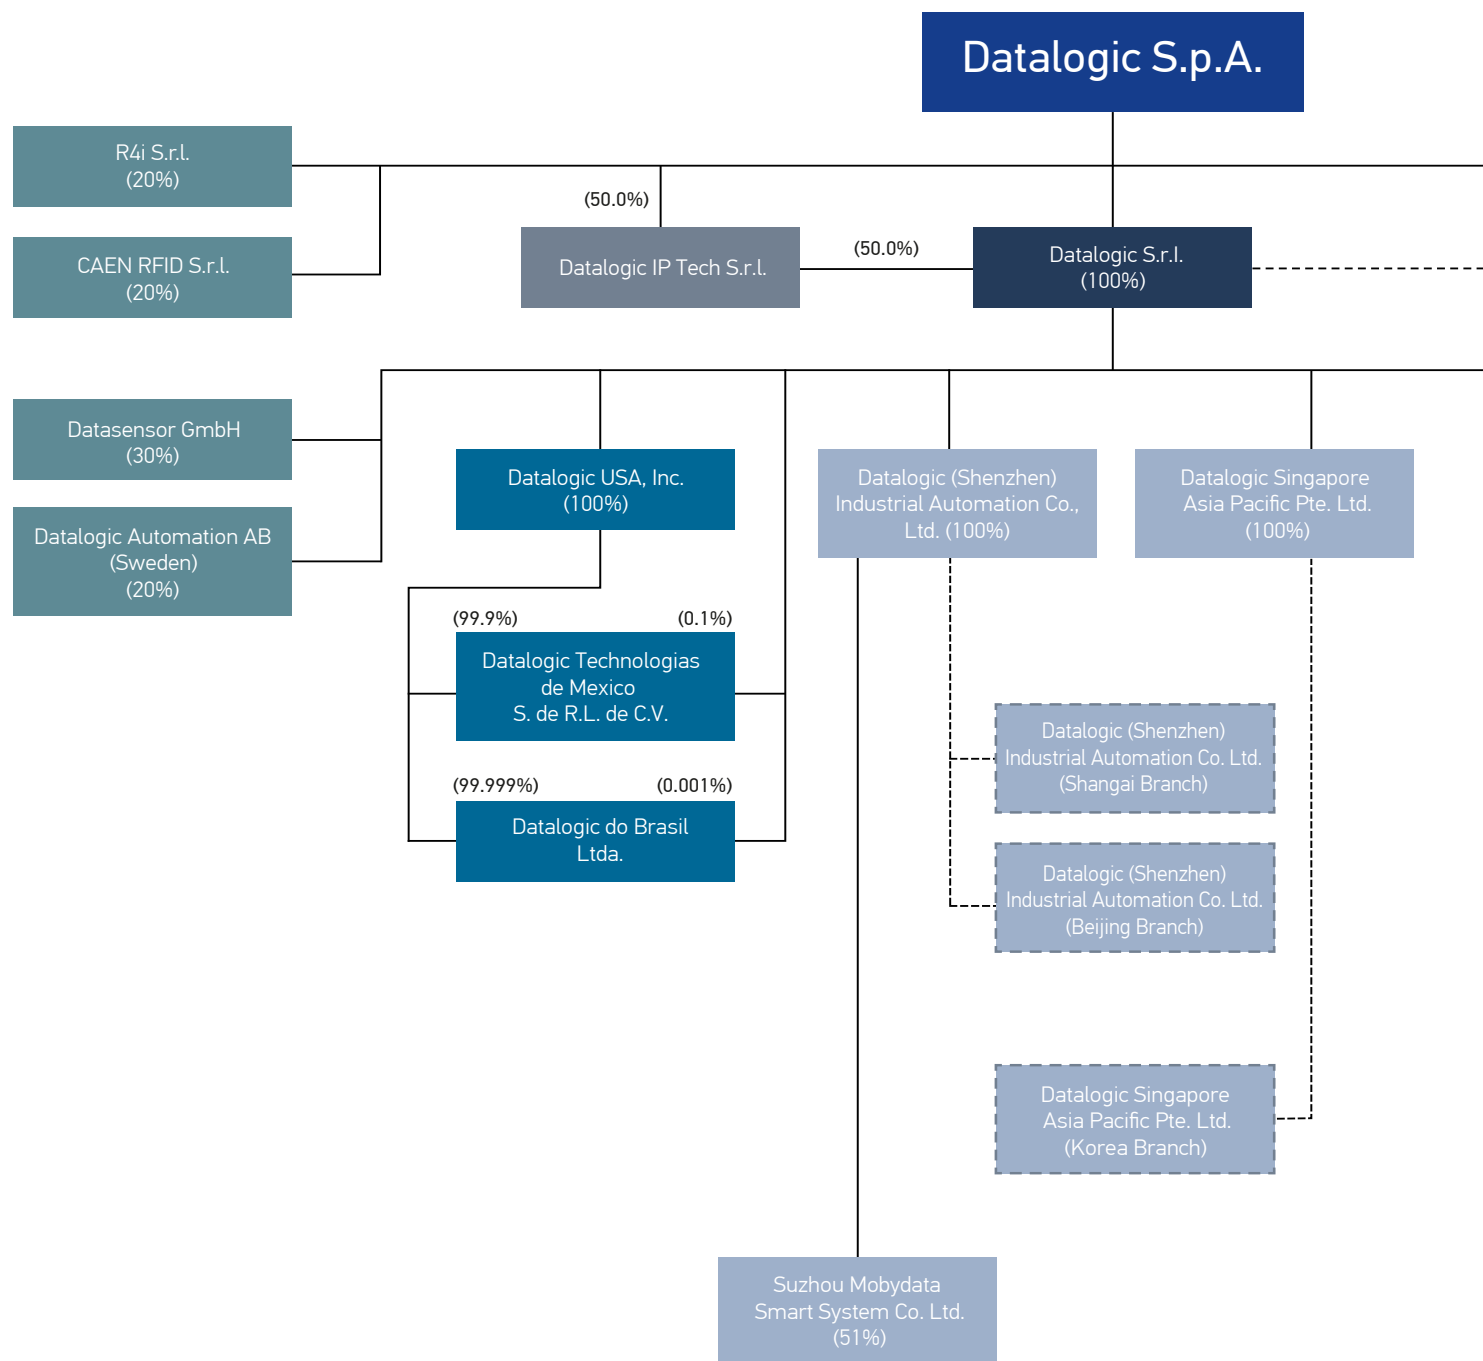 Datalogic S.p.A.
R4i S.r.l.
(20%)
CAEN RFID S.r.l.
(20%)
(50.0%)
Datalogic IP Tech S.r.l.
(50.0%)
Datalogic S.r.l.
(100%)
Datasensor GmbH
(30%)
Datalogic Automation AB
(Sweden)
(20%)
Datalogic USA, Inc.
(100%)
(99.9%)
(0.1%)
Datalogic Technologias
de Mexico
S. de R.L. de C.V.
(99.999%)
(0.001%)
Datalogic do Brasil
Ltda.
Datalogic (Shenzhen)
Industrial Automation Co.,
Ltd. (100%)
Datalogic Singapore
Asia Pacific Pte. Ltd.
(100%)
Datalogic (Shenzhen)
Industrial Automation Co. Ltd.
(Shangai Branch)
Datalogic (Shenzhen)
Industrial Automation Co. Ltd.
(Beijing Branch)
Datalogic Singapore
Asia Pacific Pte. Ltd.
(Korea Branch)
Suzhou Mobydata
Smart System Co. Ltd.
(51%)